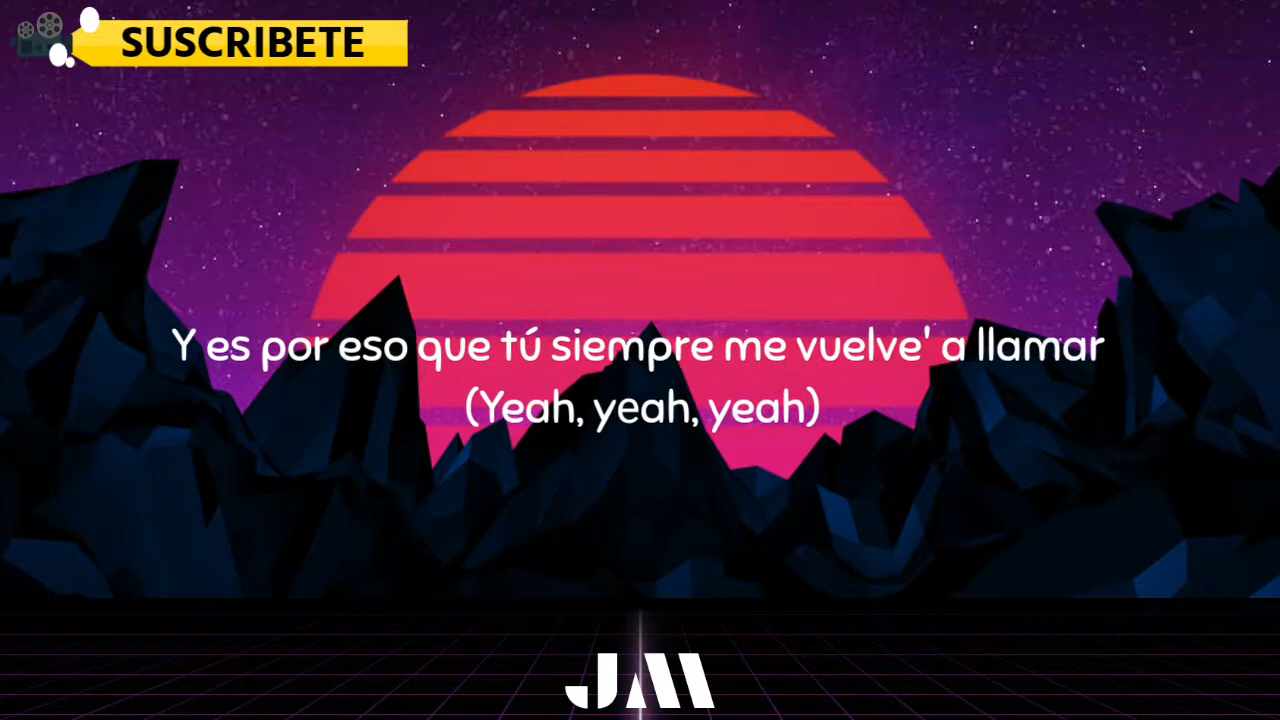 SUSCRIBETE
Y es por eso que tú siempre me vuelve' a llamar
(Yeah, yeah, yeah)
JM